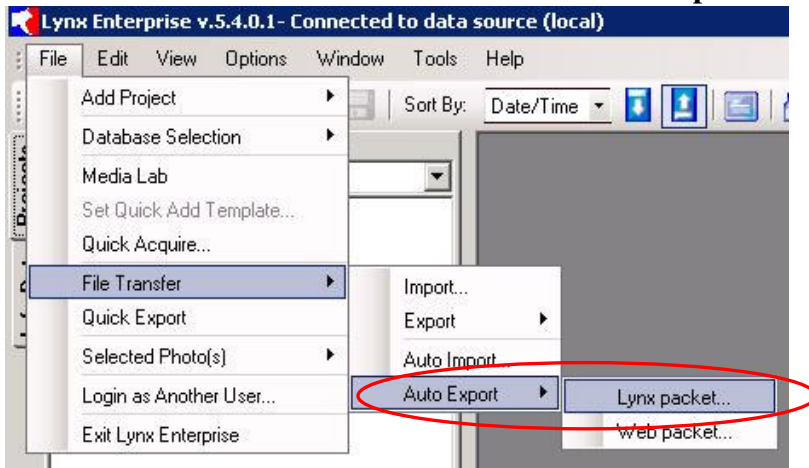 Lynx Enterprise v.5.4.0.1- Connected to data source (local)
File Edit View Options Window Tools Help
Sort By: Date/Time
Add Project
Database Selection
Media Lab
Set Quick Add Template...
Quick Acquire...
File Transfer
Quick Export
Selected Photo(s)
Login as Another User...
Exit Lynx Enterprise
Import...
Export
Auto Import...
Auto Export
Lynx packet...
Web packet...